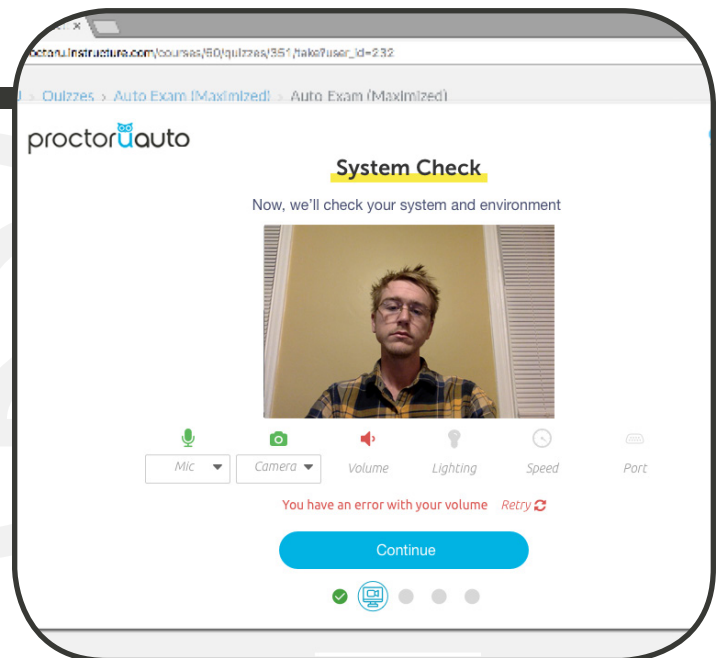 proctoru.instructure.com/courses/60/quizzes/351/take?user_id=232
Quizzes > Auto Exam (Maximized) > Auto Exam (Maximized)
proctoruauto
System Check
Now, we'll check your system and environment
Mic
Camera
Volume
Lighting
Speed
Port
You have an error with your volume Retry
Continue